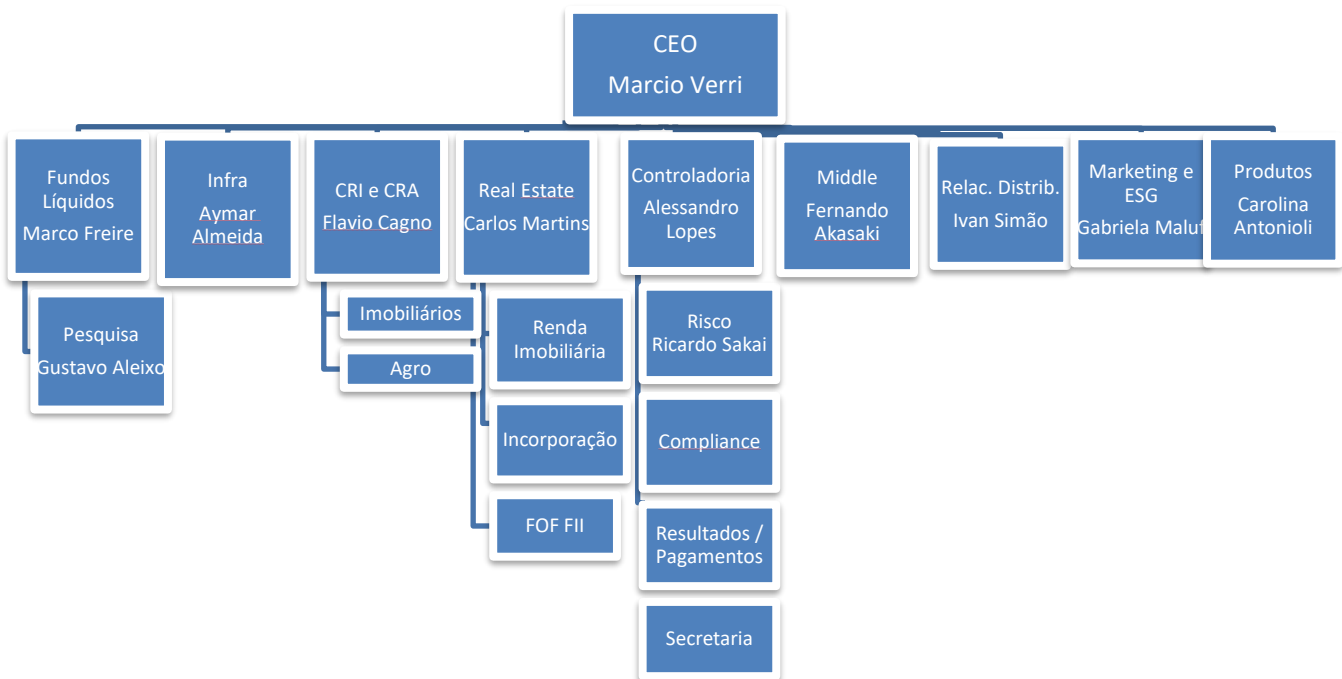 CEO
Marcio Verri
Fundos
Líquidos
Marco Freire
Infra
Aymar
Almeida
CRI e CRA
Flavio Cagno
Real Estate
Carlos Martins
Controladoria
Alessandro
Lopes
Middle
Fernando
Akasaki
Relac. Distrib.
Ivan Simão
Marketing e
ESG
Gabriela Maluf
Produtos
Carolina
Antonioli
Pesquisa
Gustavo Aleixo
Imobiliários
Agro
Renda
Imobiliária
Incorporação
FOF FII
Risco
Ricardo Sakai
Compliance
Resultados /
Pagamentos
Secretaria